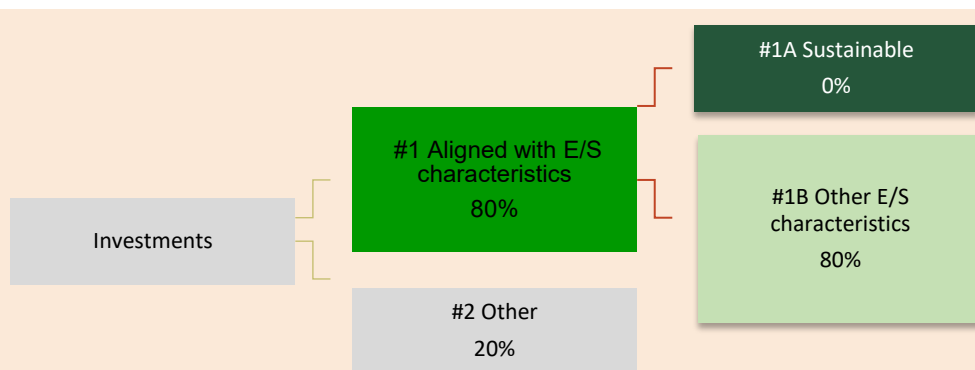 Investments
#1 Aligned with E/S
characteristics
80%
#2 Other
20%
#1A Sustainable
0%
#1B Other E/S
characteristics
80%